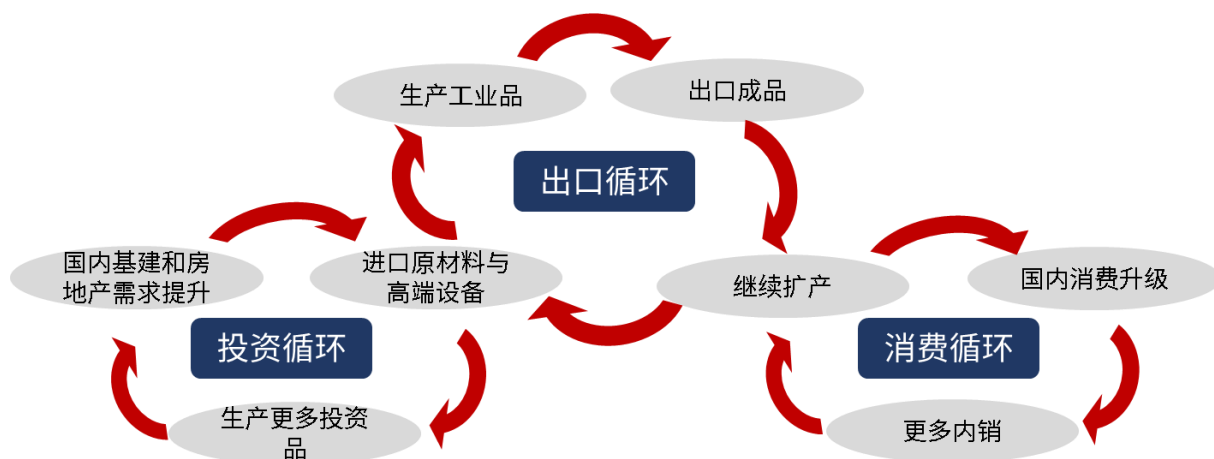 生产工业品
出口成品
出口循环
国内基建和房
地产需求提升
进口原材料与
高端设备
继续扩产
国内消费升级
投资循环
消费循环
生产更多投资
品
更多内销